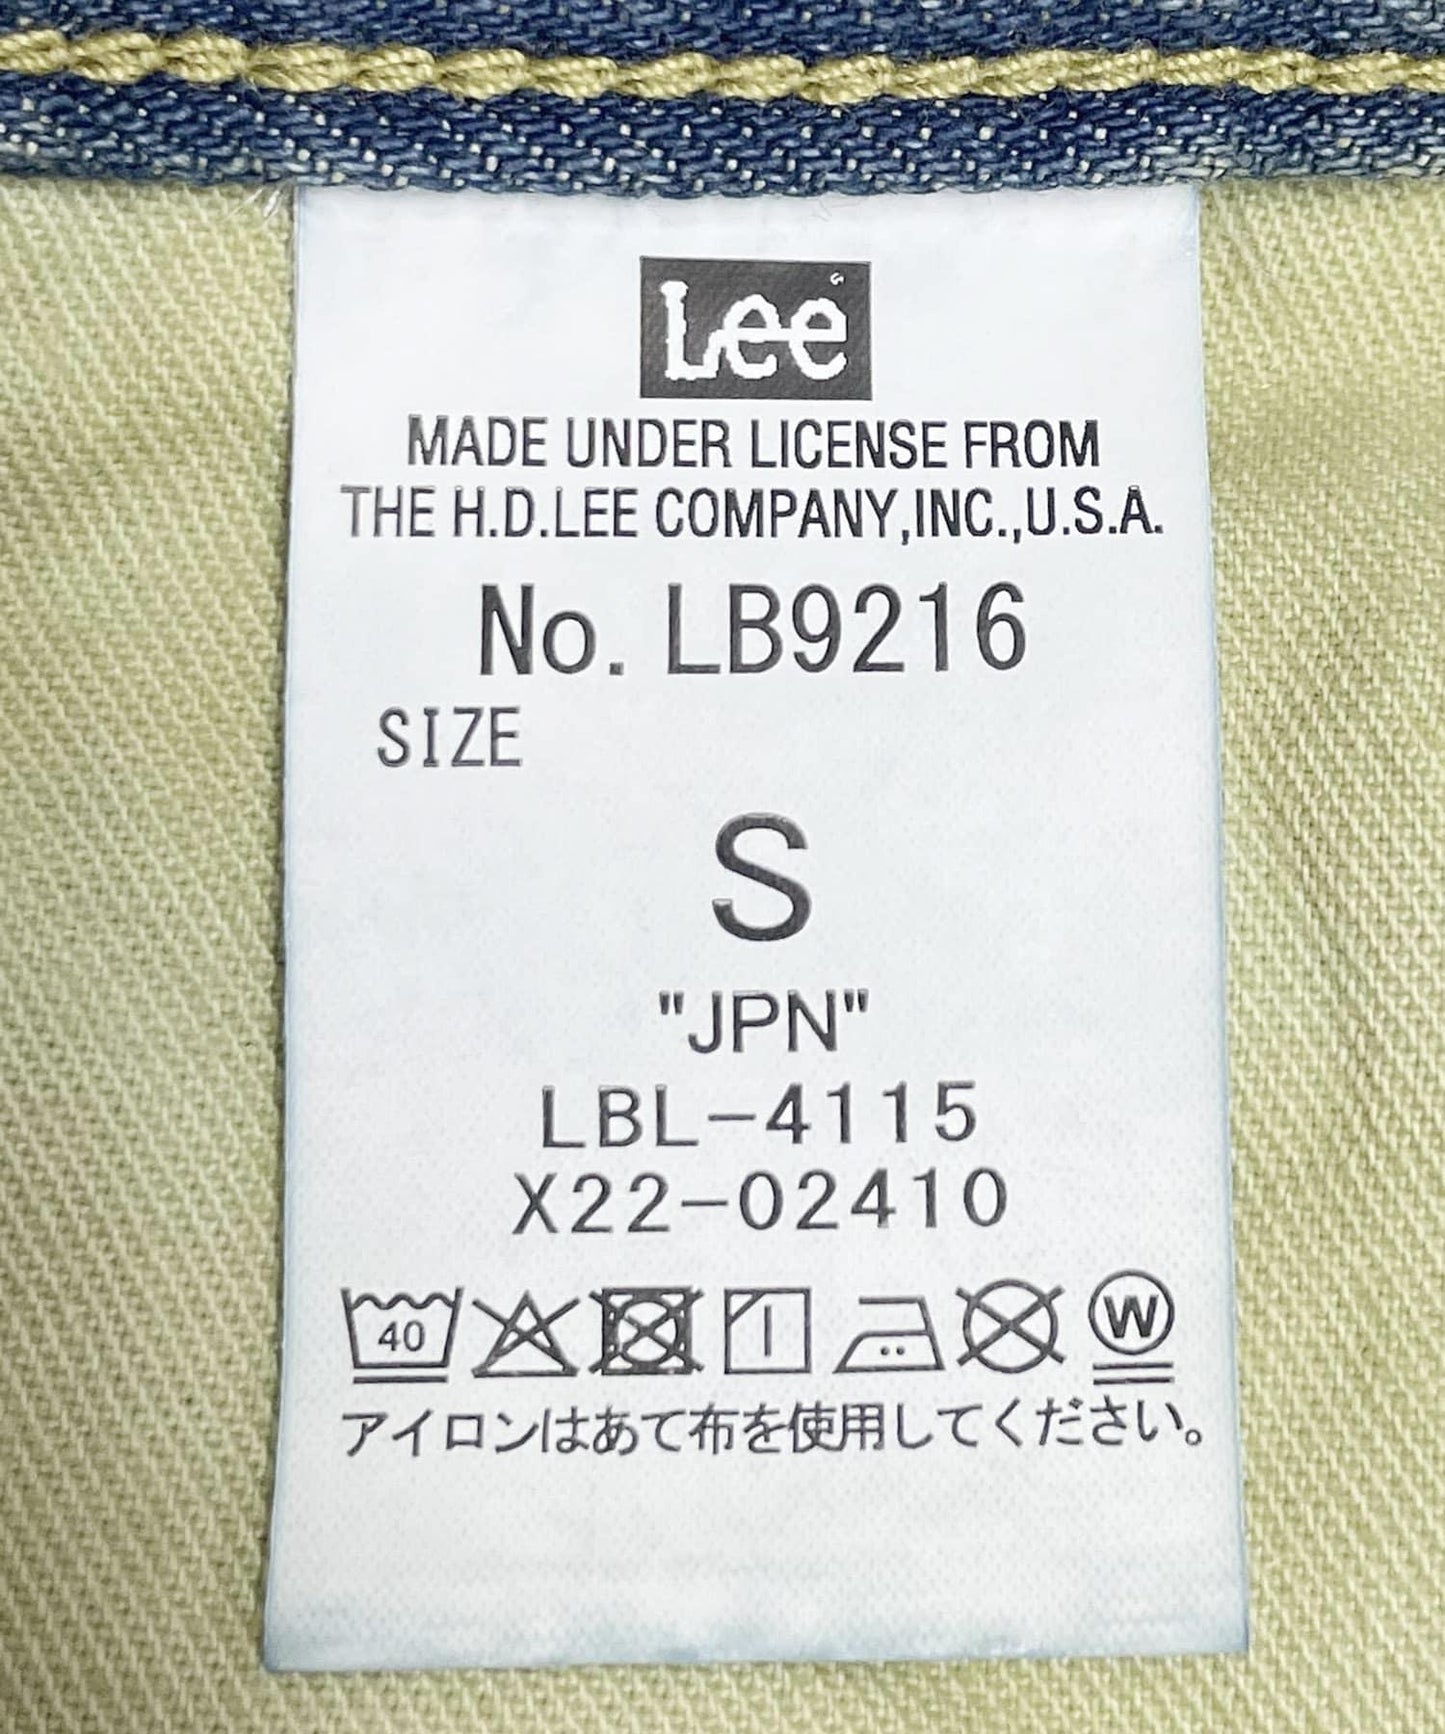 Lee
MADE UNDER LICENSE FROM
THE H.D.LEE COMPANY,INC.,U.S.A.
No. LB9216
SIZE
S
"JPN"
LBL-4115
X22-02410
40 W
アイロンはあて布を使用してください。